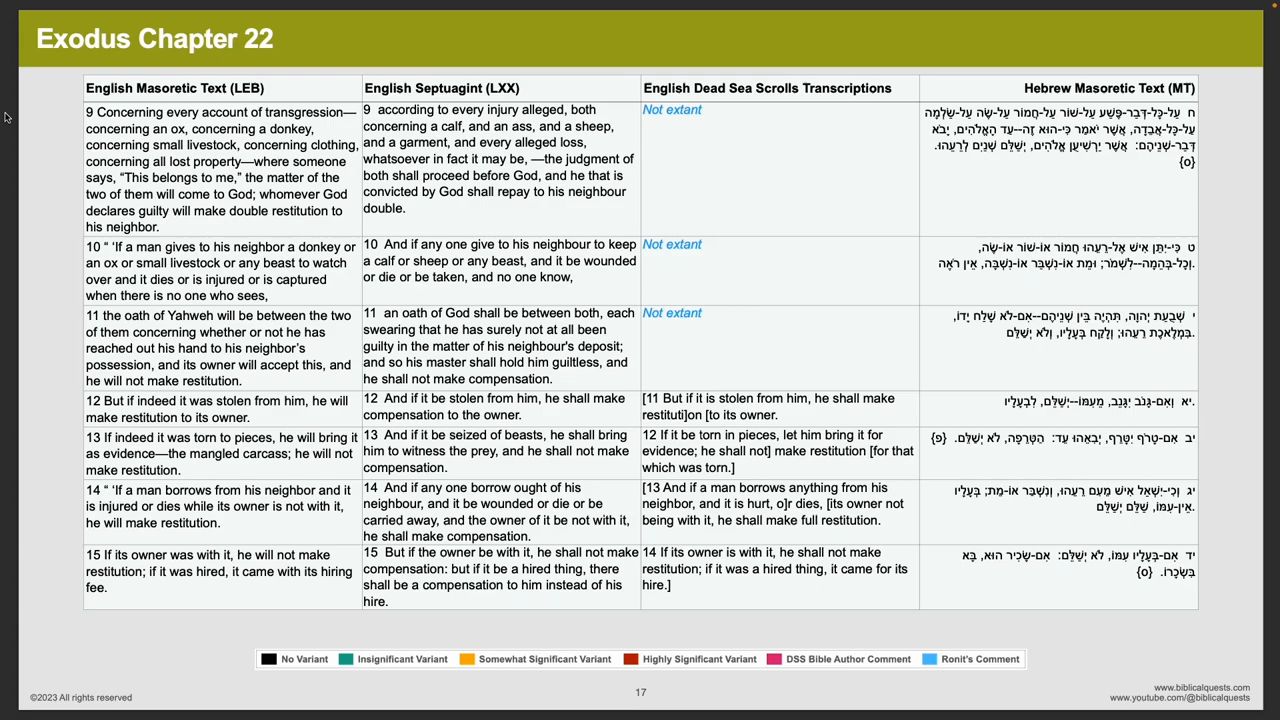 Exodus Chapter 22
English Masoretic Text (LEB)
English Septuagint (LXX)
English Dead Sea Scrolls Transcriptions
Hebrew Masoretic Text (MT)
9 Concerning every account of transgression—
concerning an ox, concerning a donkey,
concerning small livestock, concerning clothing,
concerning all lost property—where someone
says, “This belongs to me,” the matter of the
two of them will come to God; whomever God
declares guilty will make double restitution to
his neighbor.
9  according to every injury alleged, both
concerning a calf, and an ass, and a sheep,
and a garment, and every alleged loss,
whatsoever in fact it may be, —the judgment of
both shall proceed before God, and he that is
convicted by God shall repay to his neighbour
double.
Not extant
ח  עַל-כָּל-דְּבַר-פֶּשַׁע עַל-שׁוֹר עַל-חֲמוֹר עַל-שֶׂה עַל-שַׂלְמָה
עַל-כָּל-אֲבֵדָה, אֲשֶׁר יֹאמַר כִּי-הוּא זֶה--עַד הָאֱלֹהִים, יָבֹא
דְּבַר-שְׁנֵיהֶם:  אֲשֶׁר יַרְשִׁיעֻן אֱלֹהִים, יְשַׁלֵּם שְׁנַיִם לְרֵעֵהוּ.
{ס}
10 “ ‘If a man gives to his neighbor a donkey or
an ox or small livestock or any beast to watch
over and it dies or is injured or is captured
when there is no one who sees,
10  And if any one give to his neighbour to keep
a calf or sheep or any beast, and it be wounded
or die or be taken, and no one know,
Not extant
ט  כִּי-יִתֵּן אִישׁ אֶל-רֵעֵהוּ חֲמוֹר אוֹ-שׁוֹר אוֹ-שֶׂה,
וְכָל-בְּהֵמָה--לִשְׁמֹר; וּמֵת אוֹ-נִשְׁבַּר אוֹ-נִשְׁבָּה, אֵין רֹאֶה.
11 the oath of Yahweh will be between the two
of them concerning whether or not he has
reached out his hand to his neighbor’s
possession, and its owner will accept this, and
he will not make restitution.
11  an oath of God shall be between both, each
swearing that he has surely not at all been
guilty in the matter of his neighbour's deposit;
and so his master shall hold him guiltless, and
he shall not make compensation.
Not extant
י  שְׁבֻעַת יְהוָה, תִּהְיֶה בֵּין שְׁנֵיהֶם--אִם-לֹא שָׁלַח יָדוֹ,
בִּמְלֶאכֶת רֵעֵהוּ; וְלָקַח בְּעָלָיו, וְלֹא יְשַׁלֵּם.
12 But if indeed it was stolen from him, he will
make restitution to its owner.
12  And if it be stolen from him, he shall make
compensation to the owner.
[11 But if it is stolen from him, he shall make
restituti]on [to its owner.
יא  וְאִם-גָּנֹב יִגָּנֵב, מֵעִמּוֹ--יְשַׁלֵּם, לִבְעָלָיו.
13 If indeed it was torn to pieces, he will bring it
as evidence—the mangled carcass; he will not
make restitution.
13  And if it be seized of beasts, he shall bring
him to witness the prey, and he shall not make
compensation.
12 If it be torn in pieces, let him bring it for
evidence; he shall not] make restitution [for that
which was torn.]
יב  אִם-טָרֹף יִטָּרֵף, יְבִאֵהוּ עֵד:  הַטְּרֵפָה, לֹא יְשַׁלֵּם.  {פ}
14 “ ‘If a man borrows from his neighbor and it
is injured or dies while its owner is not with it,
he will make restitution.
14  And if any one borrow ought of his
neighbour, and it be wounded or die or be
carried away, and the owner of it be not with it,
he shall make compensation.
[13 And if a man borrows anything from his
neighbor, and it is hurt, o]r dies, [its owner not
being with it, he shall make full restitution.
יג  וְכִי-יִשְׁאַל אִישׁ מֵעִם רֵעֵהוּ, וְנִשְׁבַּר אוֹ-מֵת; בְּעָלָיו
אֵין-עִמּוֹ, שַׁלֵּם יְשַׁלֵּם
15 If its owner was with it, he will not make
restitution; if it was hired, it came with its hiring
fee.
15  But if the owner be with it, he shall not make
compensation: but if it be a hired thing, there
shall be a compensation to him instead of his
hire.
14 If its owner is with it, he shall not make
restitution; if it was a hired thing, it came for its
hire.]
יד  אִם-בְּעָלָיו עִמּוֹ, לֹא יְשַׁלֵּם:  אִם-שָׂכִיר הוּא, בָּא
בִּשְׂכָרוֹ.  {ס}
No Variant
Insignificant Variant
Somewhat Significant Variant
Highly Significant Variant
DSS Bible Author Comment
Ronit’s Comment
©2023 All rights reserved
17
www.biblicalquests.com
www.youtube.com/@biblicalquests